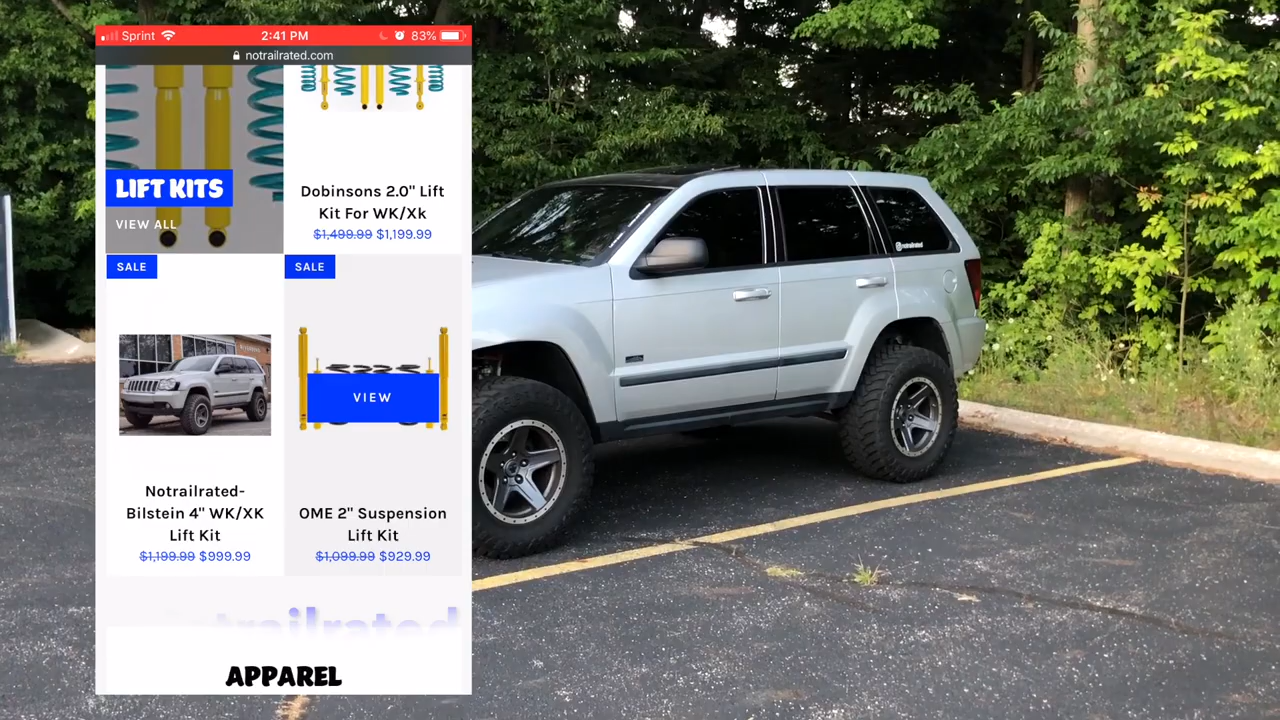 Sprint 2:41 PM 83%
notrailrated.com
LIFT KITS
VIEW ALL
Dobinsons 2.0" Lift
Kit For WK/Xk
$1,499.99 $1,199.99
SALE
SALE
VIEW
Notrailrated-
Bilstein 4" WK/XK
Lift Kit
$1,199.99 $999.99
OME 2" Suspension
Lift Kit
$1,099.99 $929.99
notrailrated
trailrated
APPAREL